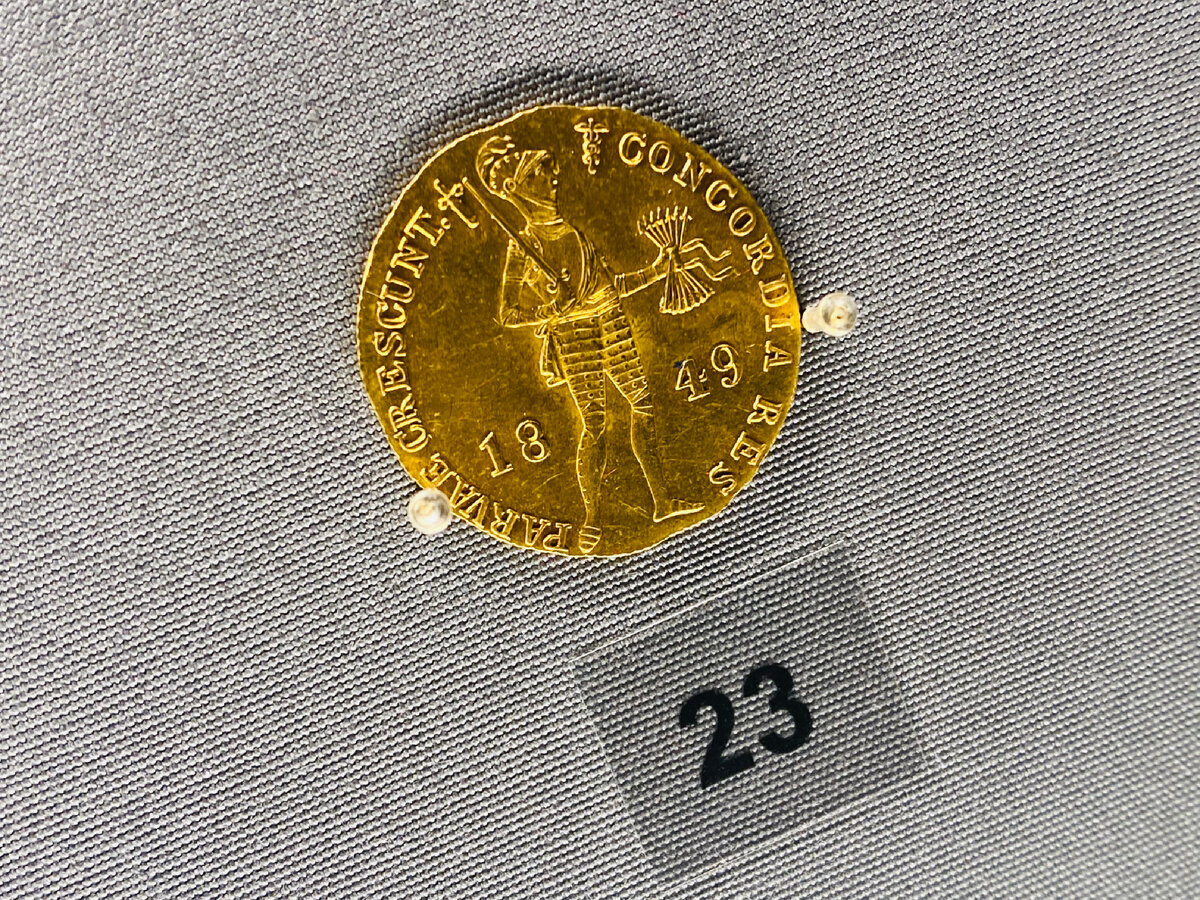 CONCORDIA RES
PARVAE CRESCUNT.
18 49
23